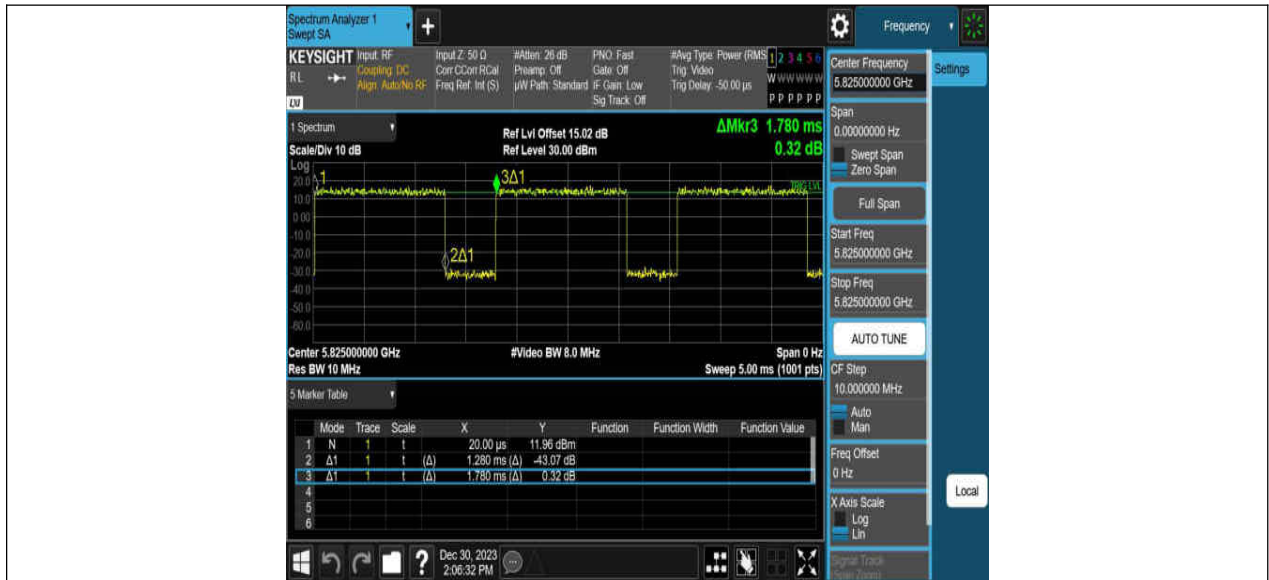 Spectrum Analyzer 1
Swept SA
+
Frequency
KEYSIGHT
RL
LXI
Input: RF
Coupling: DC
Align: Auto/No RF
Input Z: 50 Ω
Corr CCorr RCal
Freq Ref: Int (S)
#Atten: 26 dB
Preamp: Off
µW Path: Standard
PNO: Fast
Gate: Off
IF Gain: Low
Sig Track: Off
#Avg Type: Power (RMS
Trig: Video
Trig Delay: -50.00 µs
1 2 3 4 5 6
W W W W W W
P P P P P P
1 Spectrum
Scale/Div 10 dB
Ref Lvl Offset 15.02 dB
Ref Level 30.00 dBm
ΔMkr3 1.780 ms
0.32 dB
Log
20.0
10.0
0.00
-10.0
-20.0
-30.0
-40.0
-50.0
-60.0
1
2Δ1
3Δ1
TRIG LVL
Center 5.825000000 GHz
Res BW 10 MHz
#Video BW 8.0 MHz
Span 0 Hz
Sweep 5.00 ms (1001 pts)
5 Marker Table
Mode Trace Scale X Y Function Function Width Function Value
1 N 1 t 20.00 µs 11.96 dBm
2 Δ1 1 t (Δ) 1.280 ms (Δ) -43.07 dB
3 Δ1 1 t (Δ) 1.780 ms (Δ) 0.32 dB
4
5
6
Dec 30, 2023
2:06:32 PM
Center Frequency
5.825000000 GHz
Settings
Span
0.00000000 Hz
Swept Span
Zero Span
Full Span
Start Freq
5.825000000 GHz
Stop Freq
5.825000000 GHz
AUTO TUNE
CF Step
10.000000 MHz
Auto
Man
Freq Offset
0 Hz
X Axis Scale
Log
Lin
Signal Track
(Span Zoom)
Local